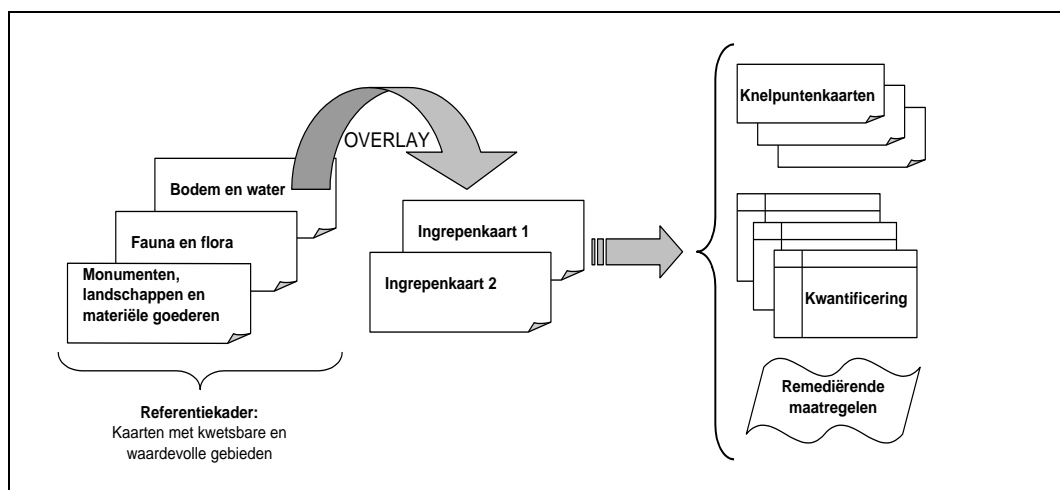 OVERLAY
Bodem en water
Fauna en flora
Monumenten,
landschappen en
materiële goederen
Referentiekader:
Kaarten met kwetsbare en
waardevolle gebieden
Ingrepenkaart 1
Ingrepenkaart 2
Knelpuntenkaarten
Kwantificering
Remediërende
maatregelen